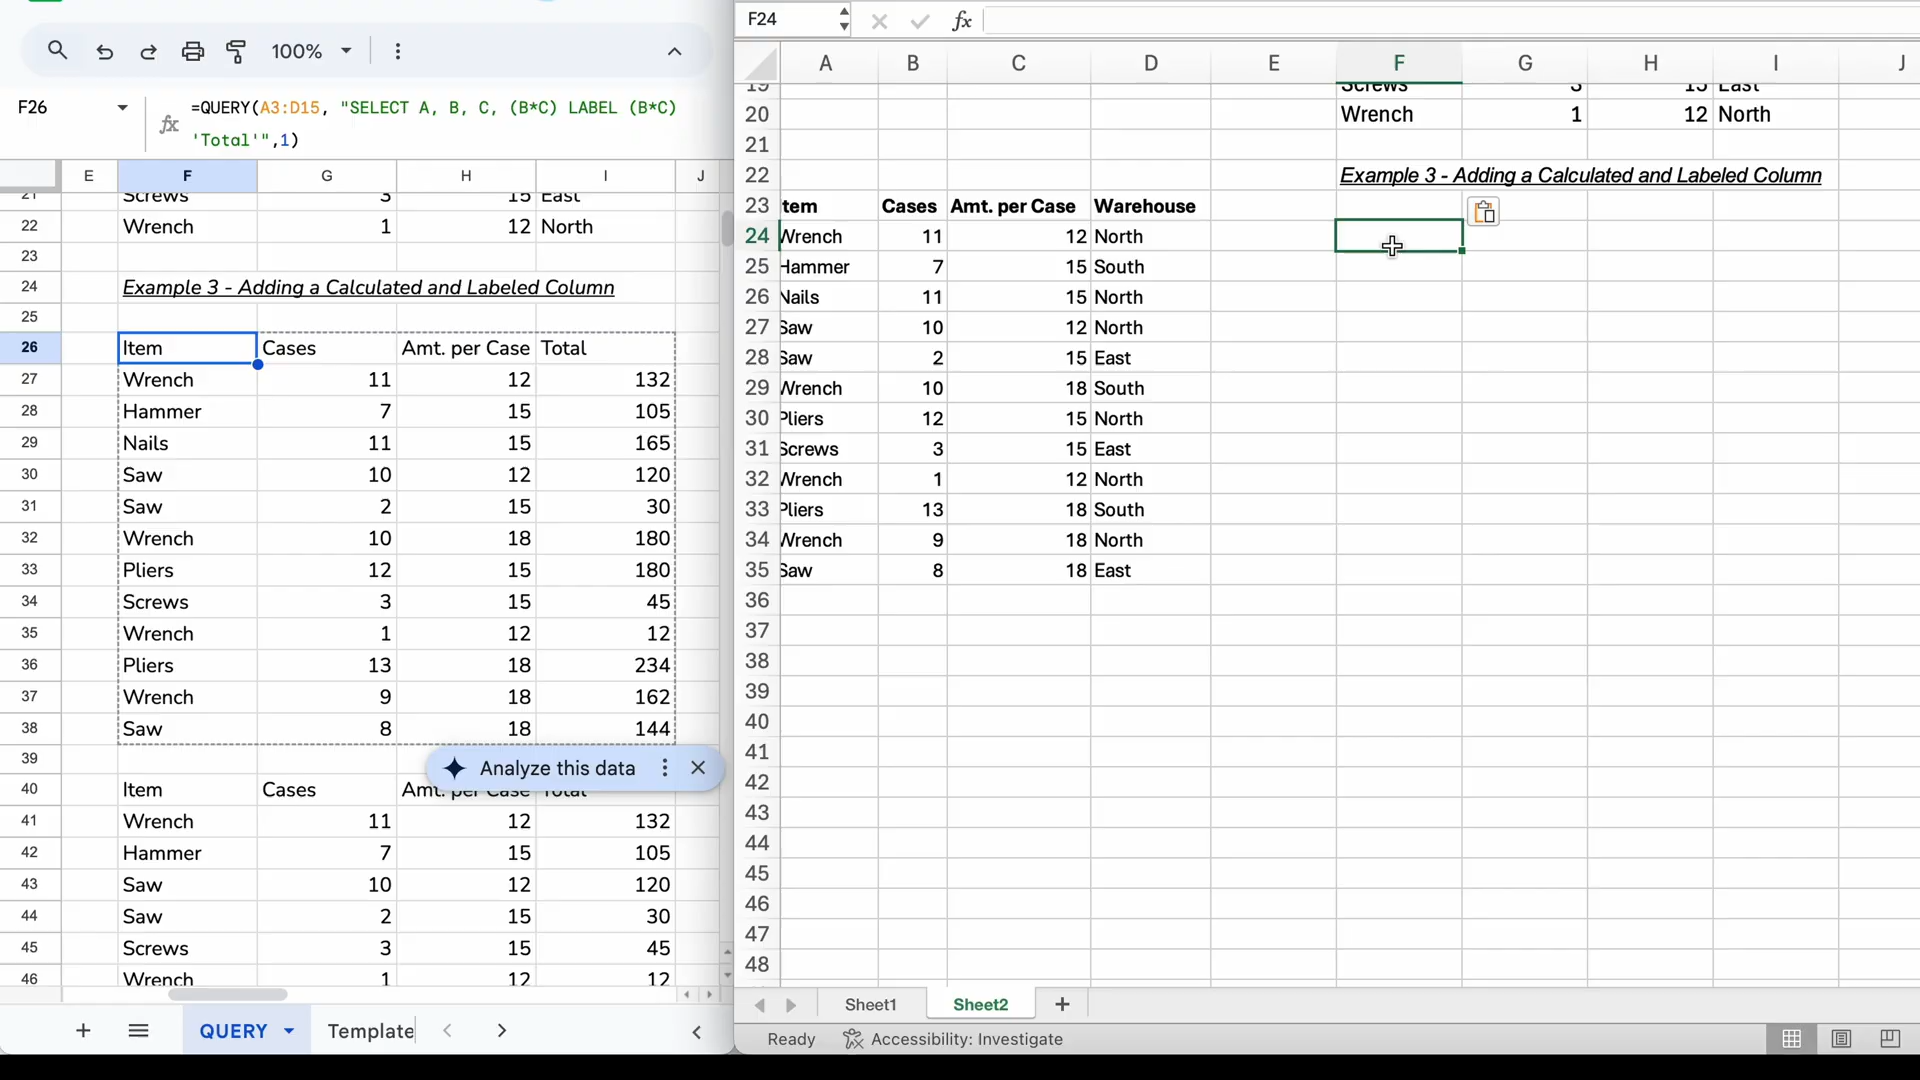 100%
F26
=QUERY(A3:D15, "SELECT A, B, C, (B*C) LABEL (B*C)
'Total'",1)
E F G H I J
21 Screws 3 15 East
22 Wrench 1 12 North
23
24 Example 3 - Adding a Calculated and Labeled Column
25
26 Item Cases Amt. per Case Total
27 Wrench 11 12 132
28 Hammer 7 15 105
29 Nails 11 15 165
30 Saw 10 12 120
31 Saw 2 15 30
32 Wrench 10 18 180
33 Pliers 12 15 180
34 Screws 3 15 45
35 Wrench 1 12 12
36 Pliers 13 18 234
37 Wrench 9 18 162
38 Saw 8 18 144
39
Analyze this data
40 Item Cases Amt. per Case Total
41 Wrench 11 12 132
42 Hammer 7 15 105
43 Saw 10 12 120
44 Saw 2 15 30
45 Screws 3 15 45
46 Wrench 1 12 12
QUERY Template
F24 fx
A B C D E F G H I J
19 Screws 3 15 East
20 Wrench 1 12 North
21
22 Example 3 - Adding a Calculated and Labeled Column
23 Item Cases Amt. per Case Warehouse
24 Wrench 11 12 North
25 Hammer 7 15 South
26 Nails 11 15 North
27 Saw 10 12 North
28 Saw 2 15 East
29 Wrench 10 18 South
30 Pliers 12 15 North
31 Screws 3 15 East
32 Wrench 1 12 North
33 Pliers 13 18 South
34 Wrench 9 18 North
35 Saw 8 18 East
36
37
38
39
40
41
42
43
44
45
46
47
48
Sheet1 Sheet2
Ready Accessibility: Investigate